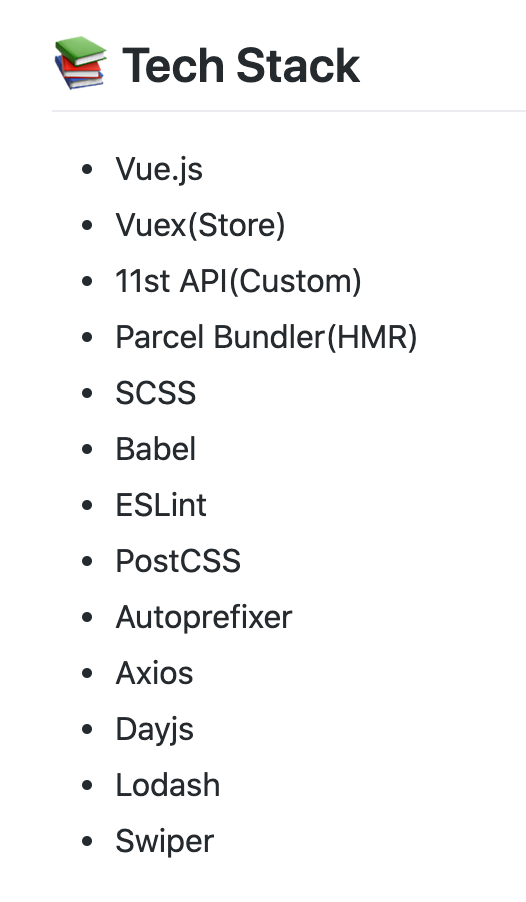 📚 Tech Stack
• Vue.js
• Vuex(Store)
• 11st API(Custom)
• Parcel Bundler(HMR)
• SCSS
• Babel
• ESLint
• PostCSS
• Autoprefixer
• Axios
• Dayjs
• Lodash
• Swiper